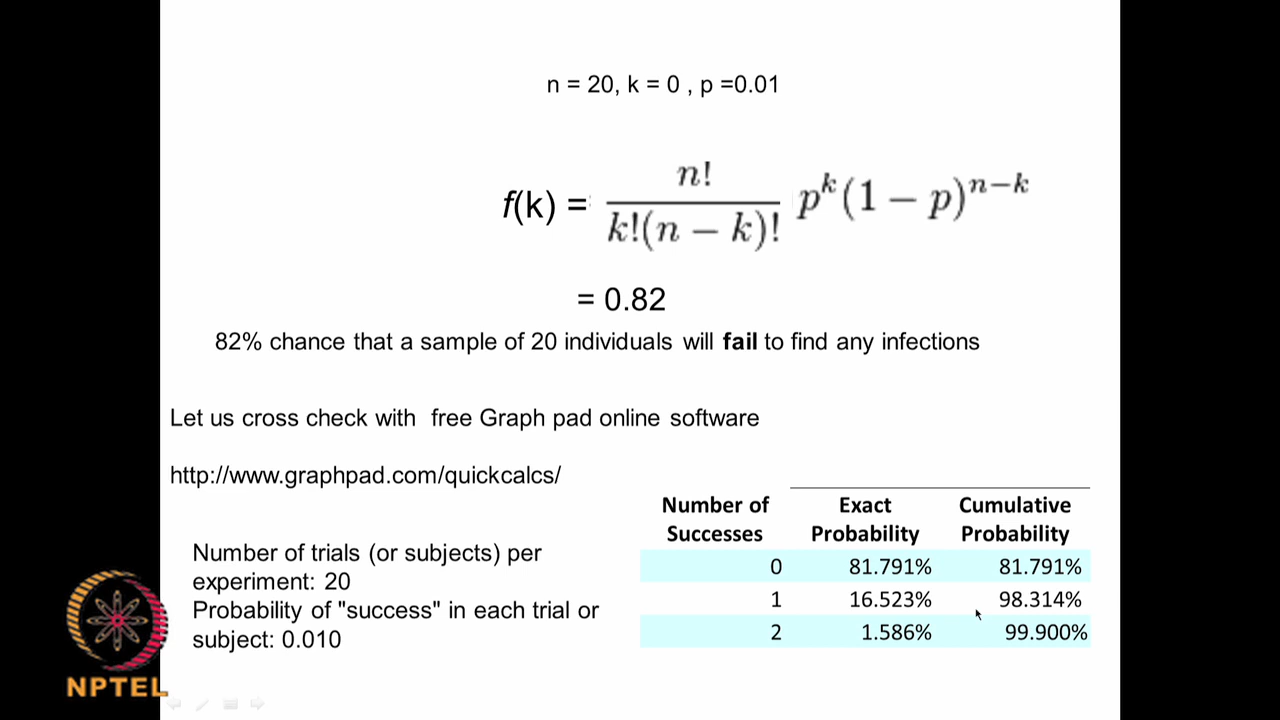 n = 20, k = 0 , p =0.01
f(k) = n! / k!(n − k)! p^k (1 − p)^{n−k}
= 0.82
82% chance that a sample of 20 individuals will fail to find any infections
Let us cross check with free Graph pad online software
http://www.graphpad.com/quickcalcs/
Number of trials (or subjects) per
experiment: 20
Probability of "success" in each trial or
subject: 0.010
Number of Successes Exact Probability Cumulative Probability
0 81.791% 81.791%
1 16.523% 98.314%
2 1.586% 99.900%
NPTEL